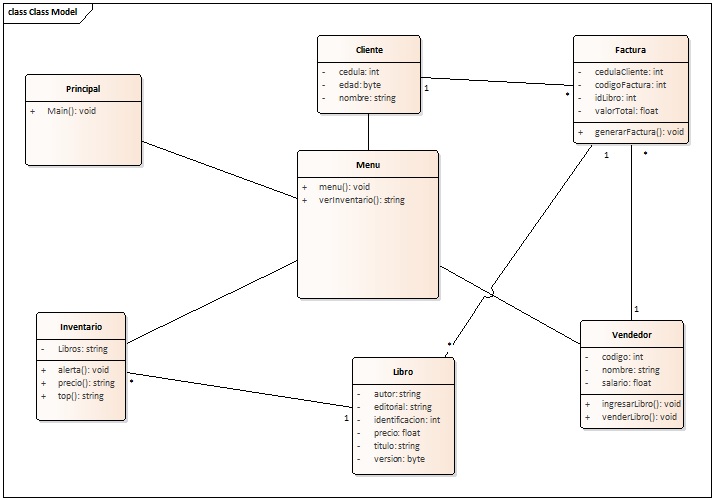 class Class Model
Cliente
- cedula: int
- edad: byte
- nombre: string
Factura
- cedulaCliente: int
- codigoFactura: int
- idLibro: int
- valorTotal: float
+ generarFactura(): void
Principal
+ Main(): void
1
*
Menu
+ menu(): void
+ verInventario(): string
1
*
Inventario
- Libros: string
+ alerta(): void
+ precio(): string
+ top(): string
*
1
Libro
- autor: string
- editorial: string
- identificacion: int
- precio: float
- titulo: string
- version: byte
*
1
Vendedor
- codigo: int
- nombre: string
- salario: float
+ ingresarLibro(): void
+ venderLibro(): void